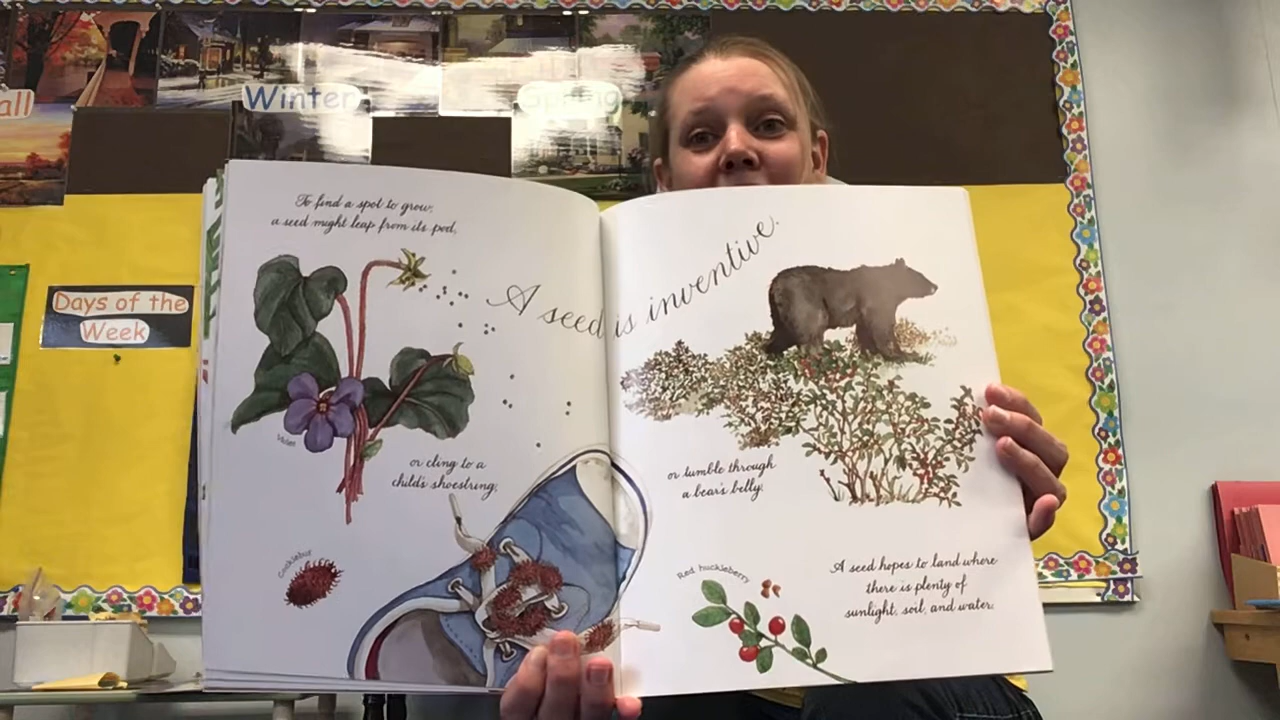 all
Winter
Spring
Days of the
Week
To find a spot to grow,
a seed might leap from its pod,
A seed is inventive.
Violet
or cling to a
child's shoestring,
Cocklebur
or tumble through
a bear's belly.
Red huckleberry
A seed hopes to land where
there is plenty of
sunlight, soil, and water.